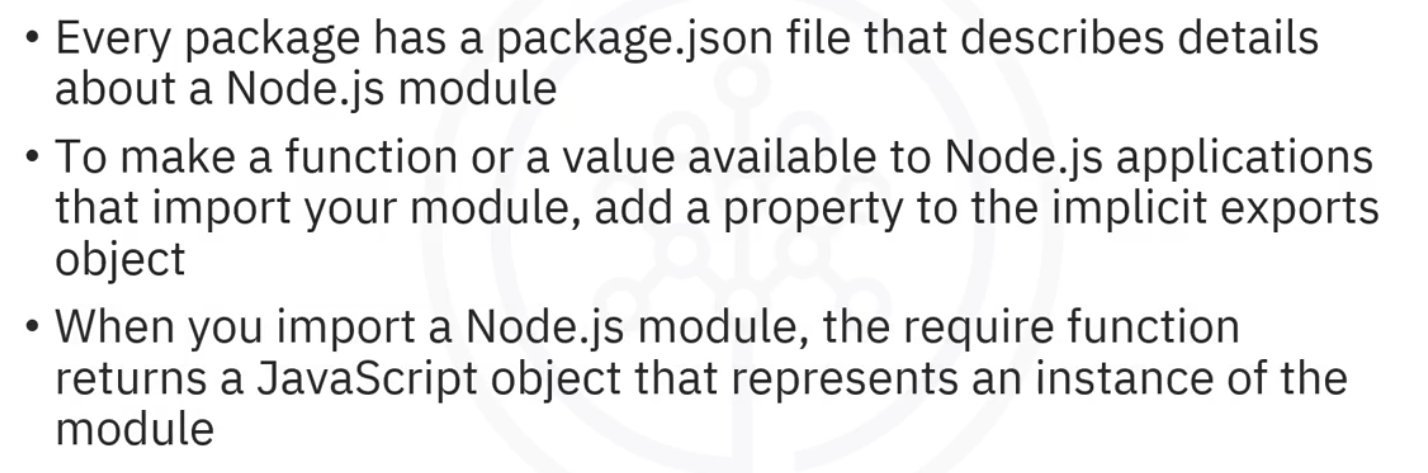 • Every package has a package.json file that describes details
about a Node.js module
• To make a function or a value available to Node.js applications
that import your module, add a property to the implicit exports
object
• When you import a Node.js module, the require function
returns a JavaScript object that represents an instance of the
module